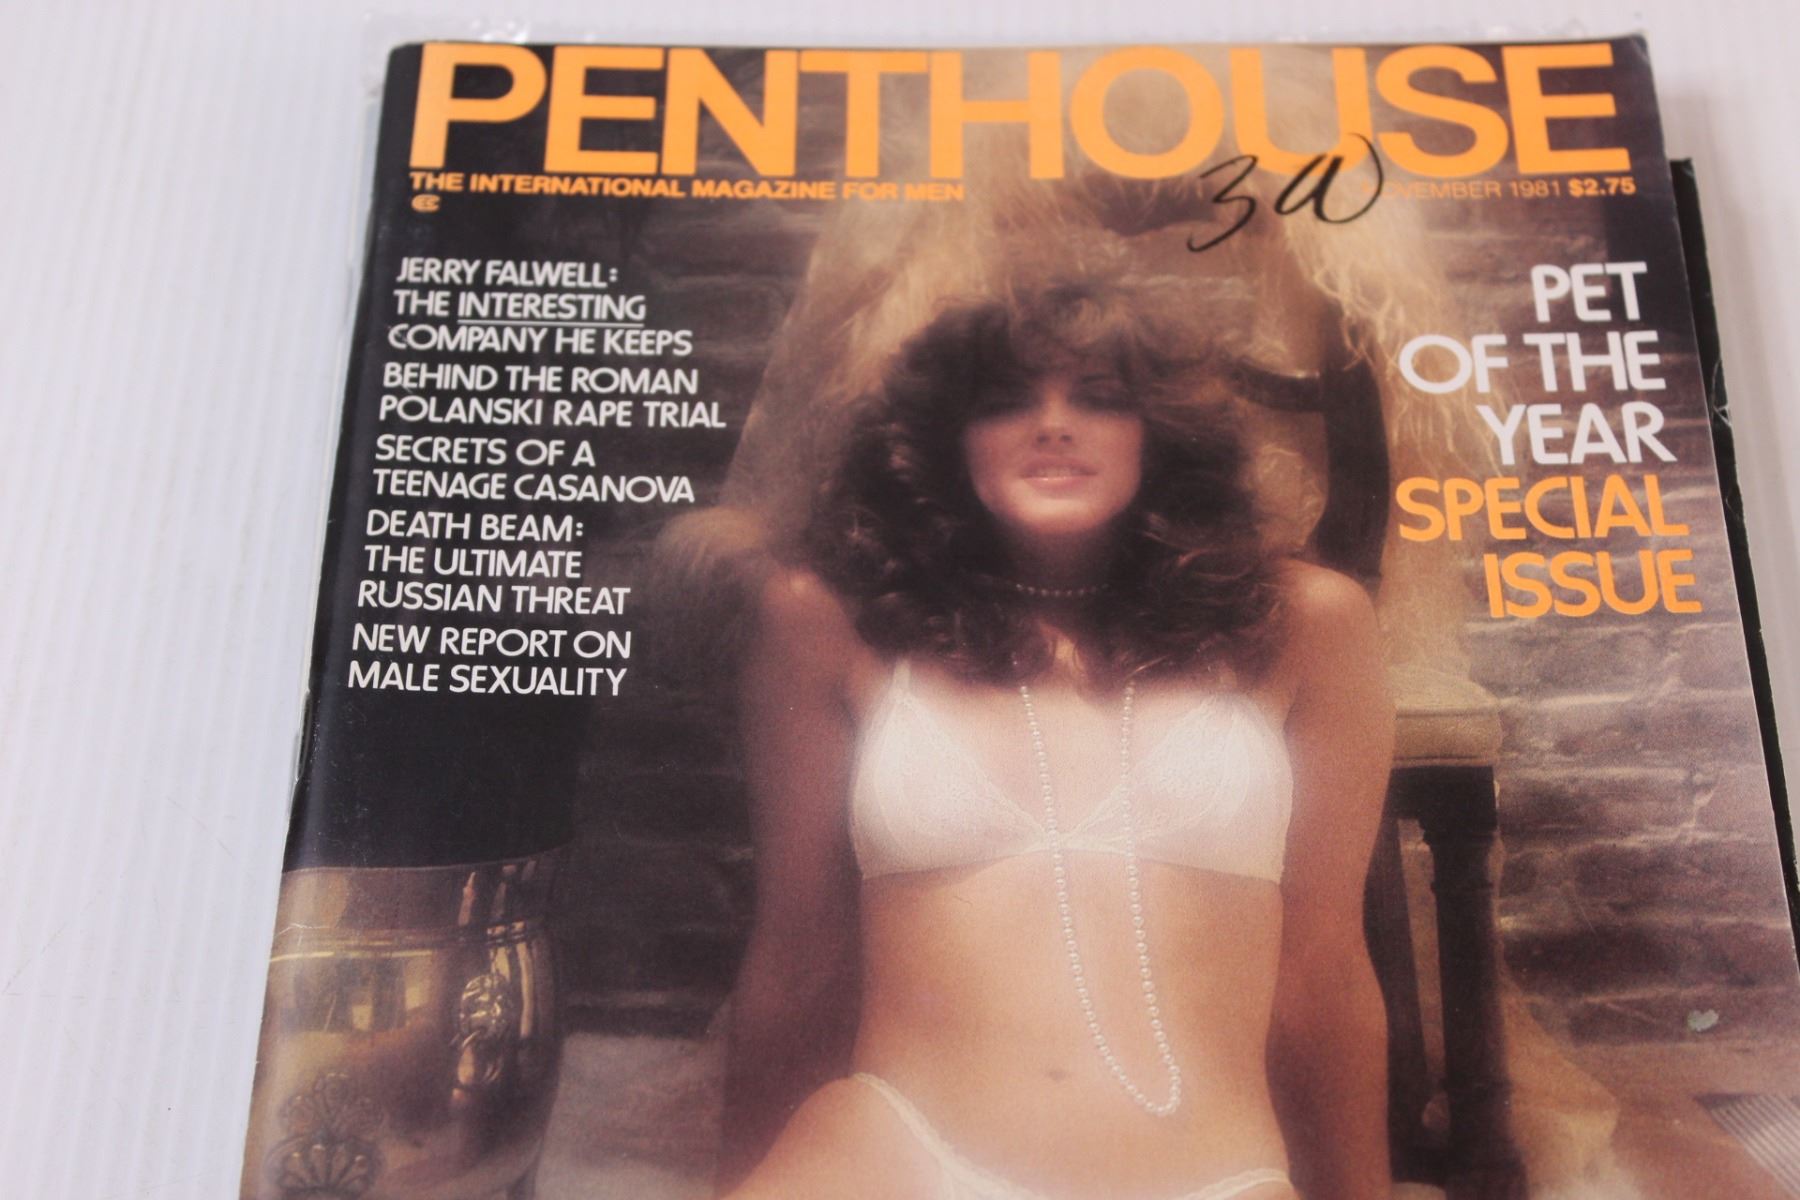 PENTHOUSE
THE INTERNATIONAL MAGAZINE FOR MEN
NOVEMBER 1981 $2.75
JERRY FALWELL:
THE INTERESTING
COMPANY HE KEEPS
BEHIND THE ROMAN
POLANSKI RAPE TRIAL
SECRETS OF A
TEENAGE CASANOVA
DEATH BEAM:
THE ULTIMATE
RUSSIAN THREAT
NEW REPORT ON
MALE SEXUALITY
PET
OF THE
YEAR
SPECIAL
ISSUE